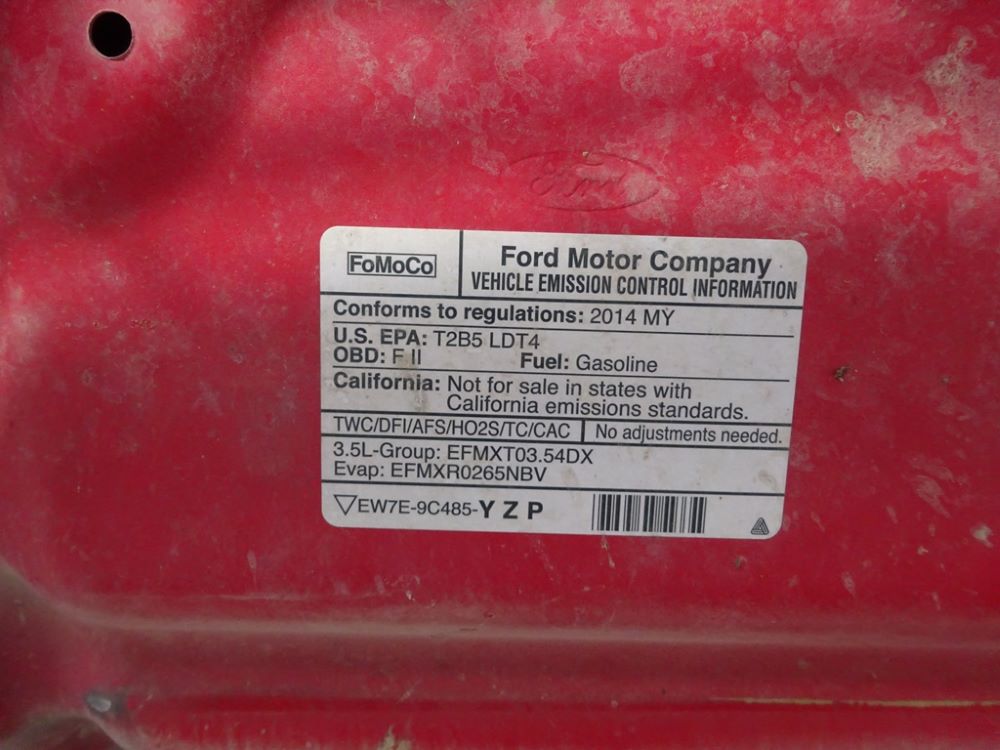 Ford
FoMoCo
Ford Motor Company
VEHICLE EMISSION CONTROL INFORMATION
Conforms to regulations: 2014 MY
U.S. EPA: T2B5 LDT4
OBD: F II Fuel: Gasoline
California: Not for sale in states with
California emissions standards.
TWC/DFI/AFS/HO2S/TC/CAC No adjustments needed.
3.5L-Group: EFMXT03.54DX
Evap: EFMXR0265NBV
EW7E-9C485-Y Z P